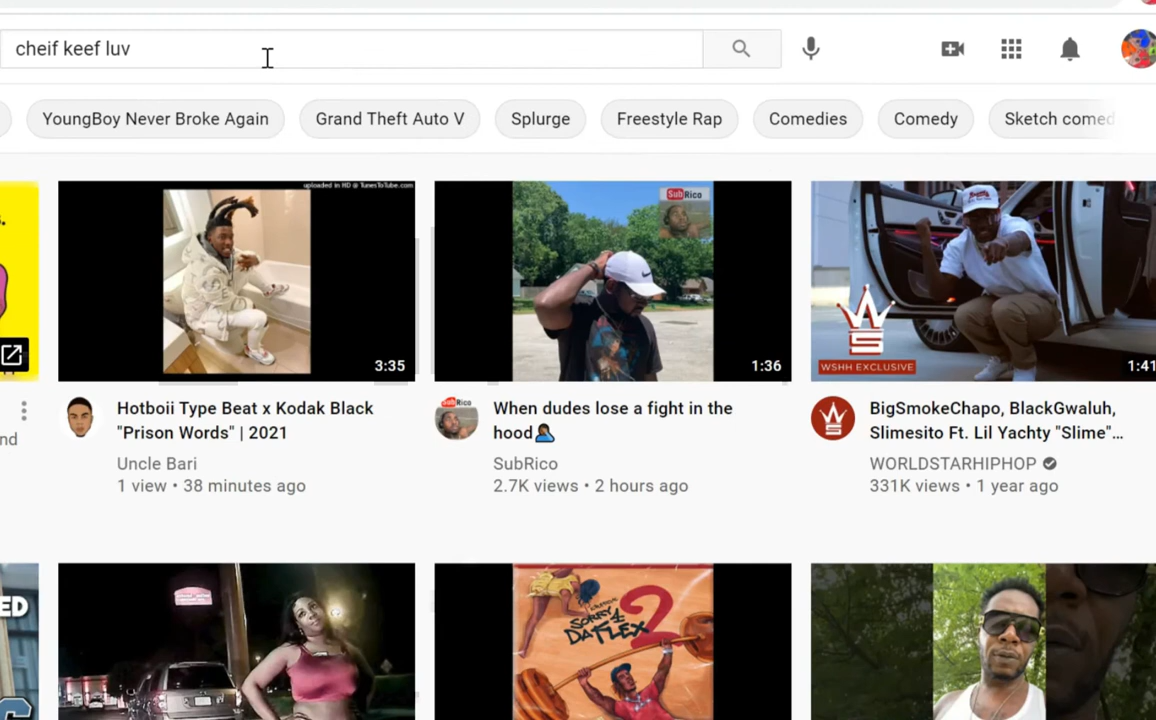 cheif keef luv
YoungBoy Never Broke Again
Grand Theft Auto V
Splurge
Freestyle Rap
Comedies
Comedy
Sketch comed
s.
uploaded in HD @ TunesToTube.com
SubRico
WSHH EXCLUSIVE
3:35
1:36
1:41
Hotboii Type Beat x Kodak Black
"Prison Words" | 2021
Uncle Bari
1 view • 38 minutes ago
SubRico
When dudes lose a fight in the
hood🤦🏿‍♂️
SubRico
2.7K views • 2 hours ago
BigSmokeChapo, BlackGwaluh,
Slimesito Ft. Lil Yachty "Slime"...
WORLDSTARHIPHOP
331K views • 1 year ago
nd
ED
SORRY 4
DA FLEX
2